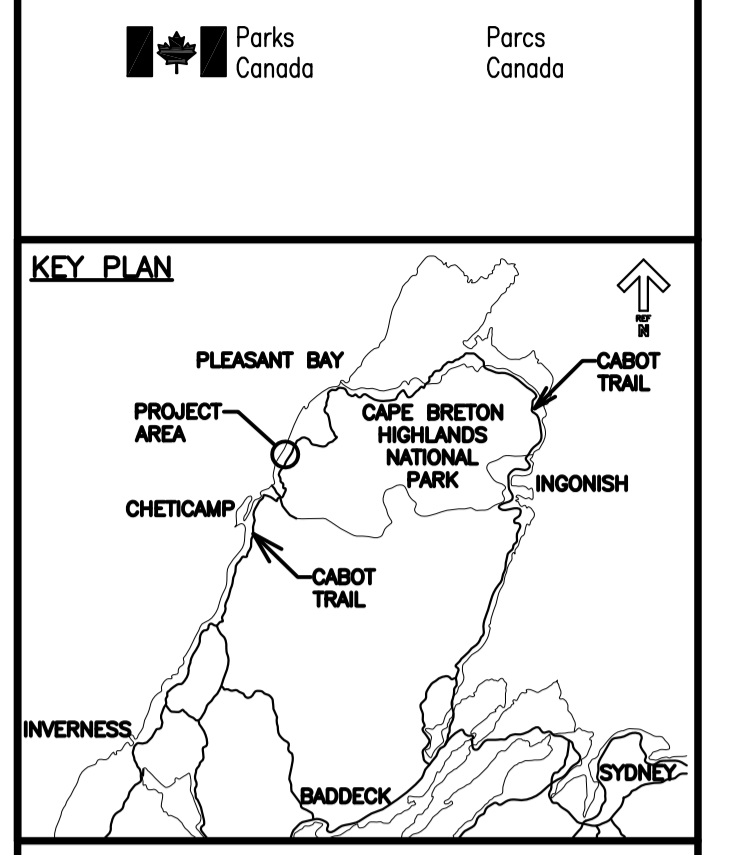 Parks
Canada
Parcs
Canada
KEY PLAN
REF
N
PLEASANT BAY
CABOT
TRAIL
PROJECT
AREA
CAPE BRETON
HIGHLANDS
NATIONAL
PARK
INGONISH
CHETICAMP
CABOT
TRAIL
INVERNESS
SYDNEY
BADDECK